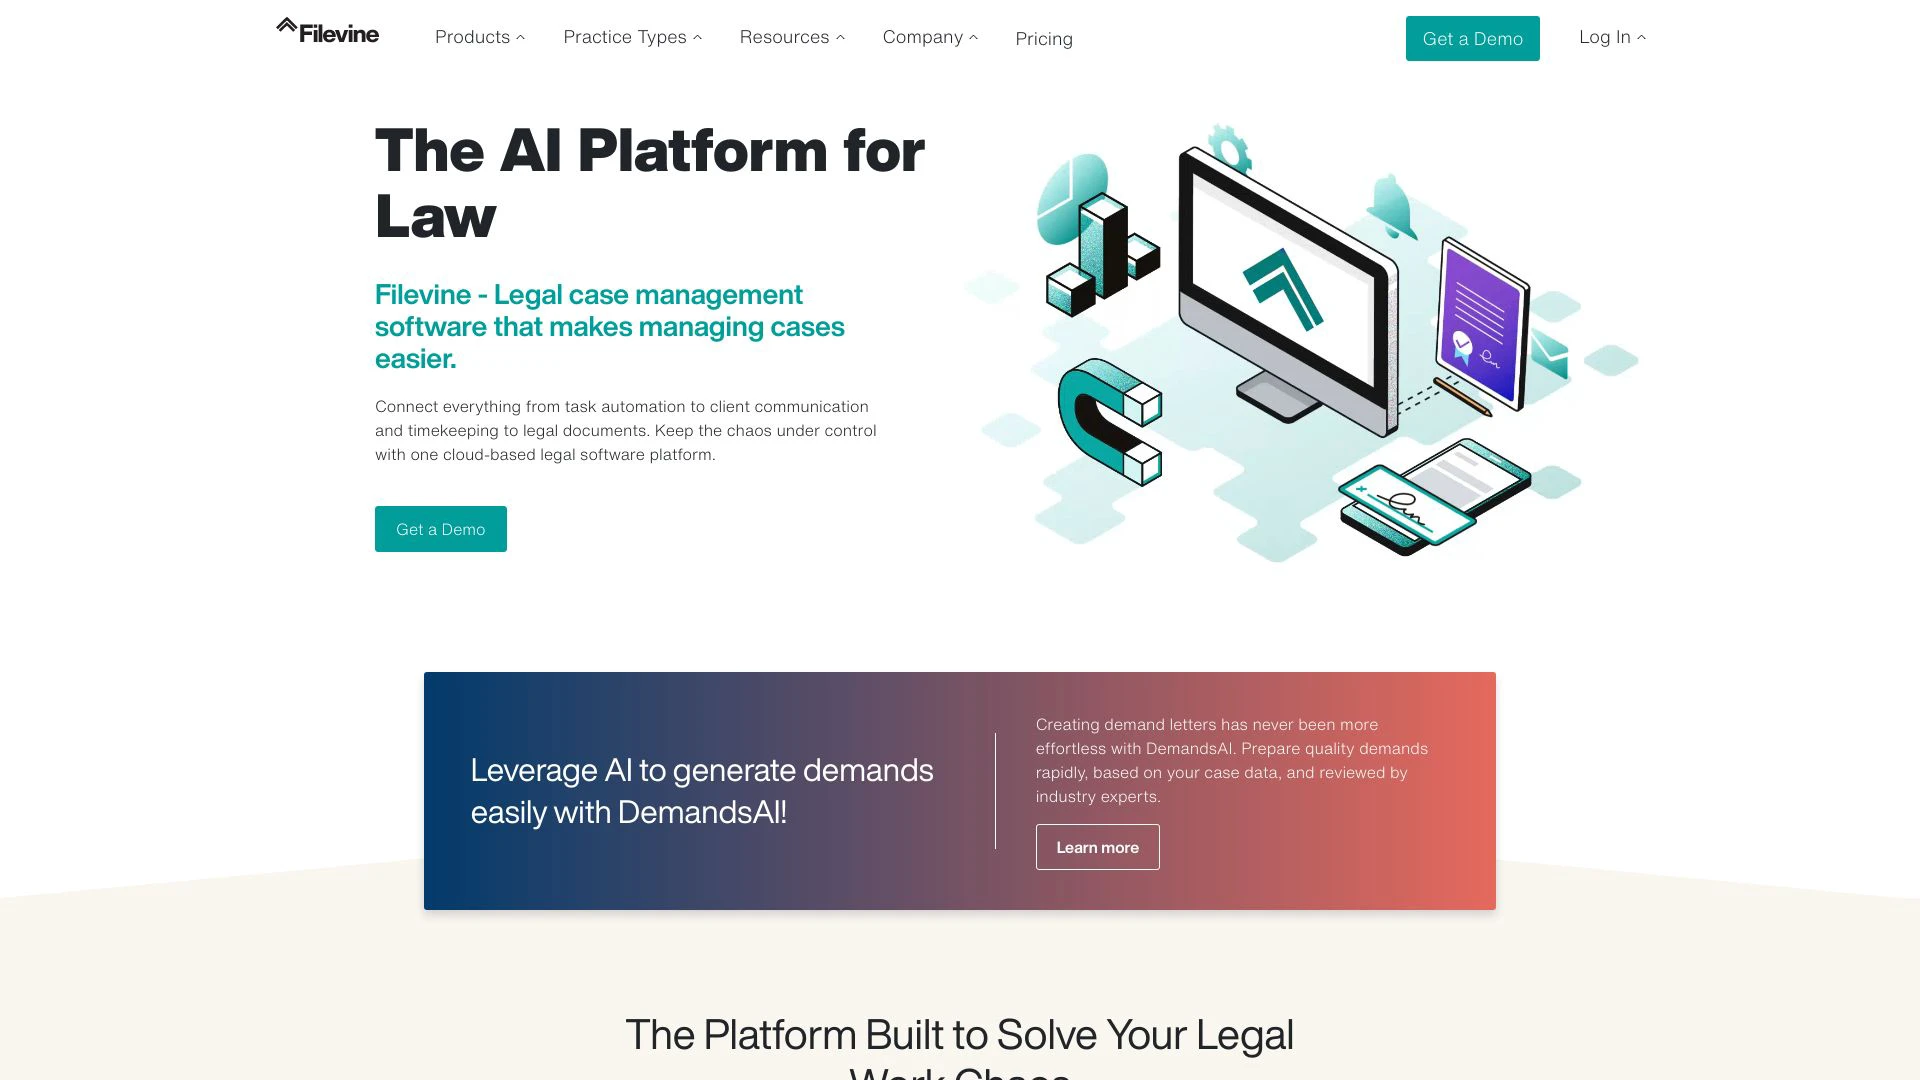 Filevine
Products
Practice Types
Resources
Company
Pricing
Get a Demo
Log In
The AI Platform for
Law
Filevine - Legal case management
software that makes managing cases
easier.
Connect everything from task automation to client communication
and timekeeping to legal documents. Keep the chaos under control
with one cloud-based legal software platform.
Get a Demo
Leverage AI to generate demands
easily with DemandsAI!
Creating demand letters has never been more
effortless with DemandsAI. Prepare quality demands
rapidly, based on your case data, and reviewed by
industry experts.
Learn more
The Platform Built to Solve Your Legal
Work Chaos